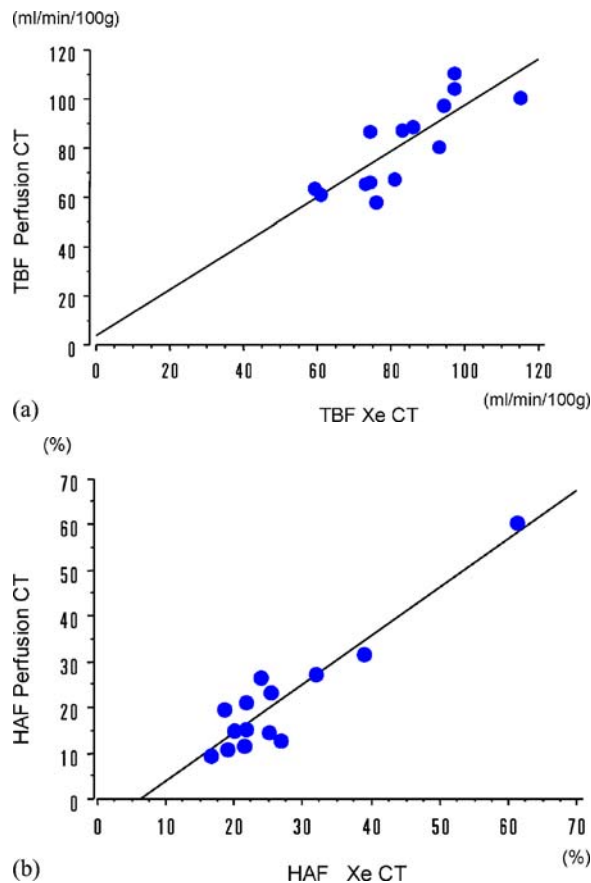 (ml/min/100g)
120
100
80
60
40
20
0
TBF Perfusion CT
0 20 40 60 80 100 120
(ml/min/100g)
TBF Xe CT
(a)
(%)
70
60
50
40
30
20
10
0
HAF Perfusion CT
0 10 20 30 40 50 60 70
(%)
HAF Xe CT
(b)